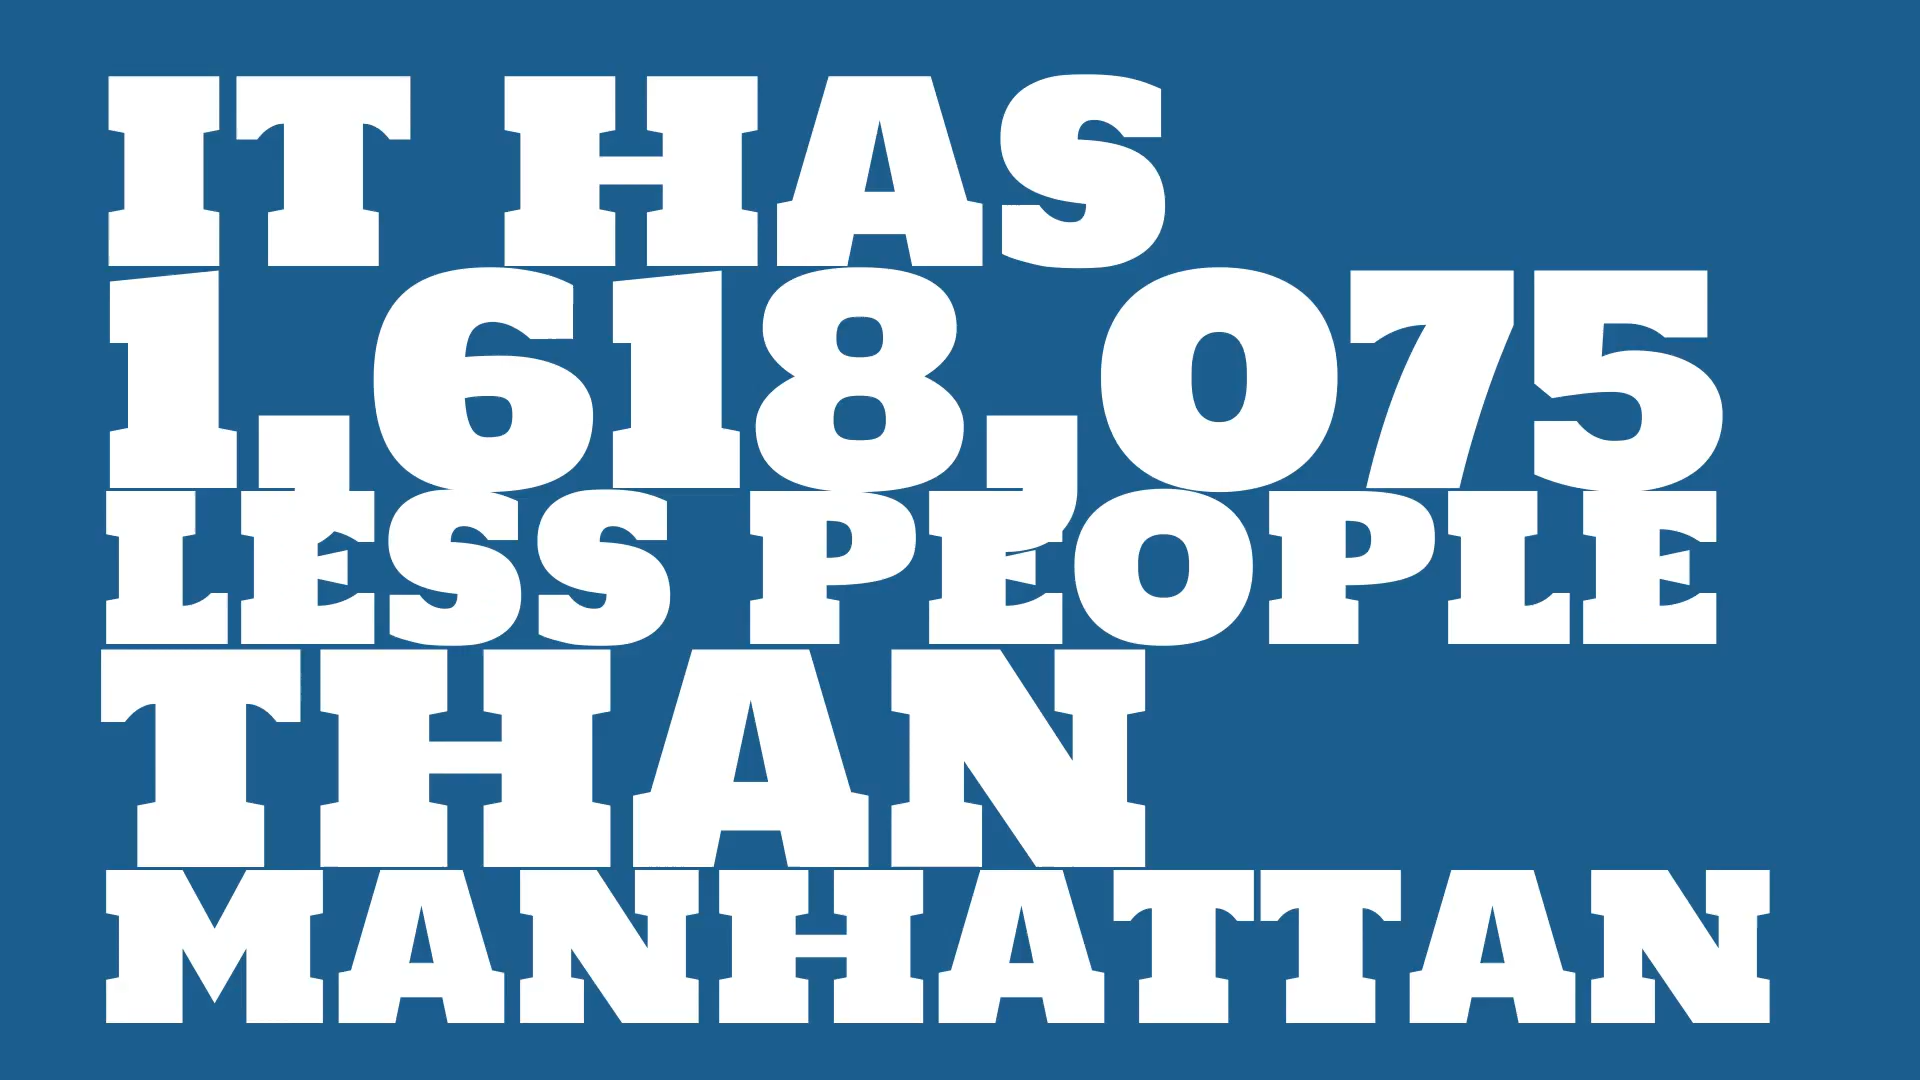 IT HAS
1,618,075
LESS PEOPLE
THAN
MANHATTAN